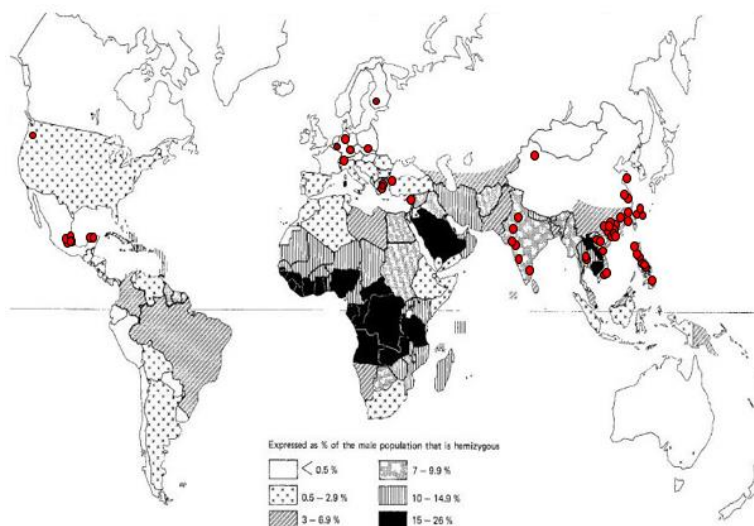 Expressed as % of the male population that is hemizygous
< 0.5 %
0.5 – 2.9 %
3 – 6.9 %
7 – 9.9 %
10 – 14.9 %
15 – 26 %